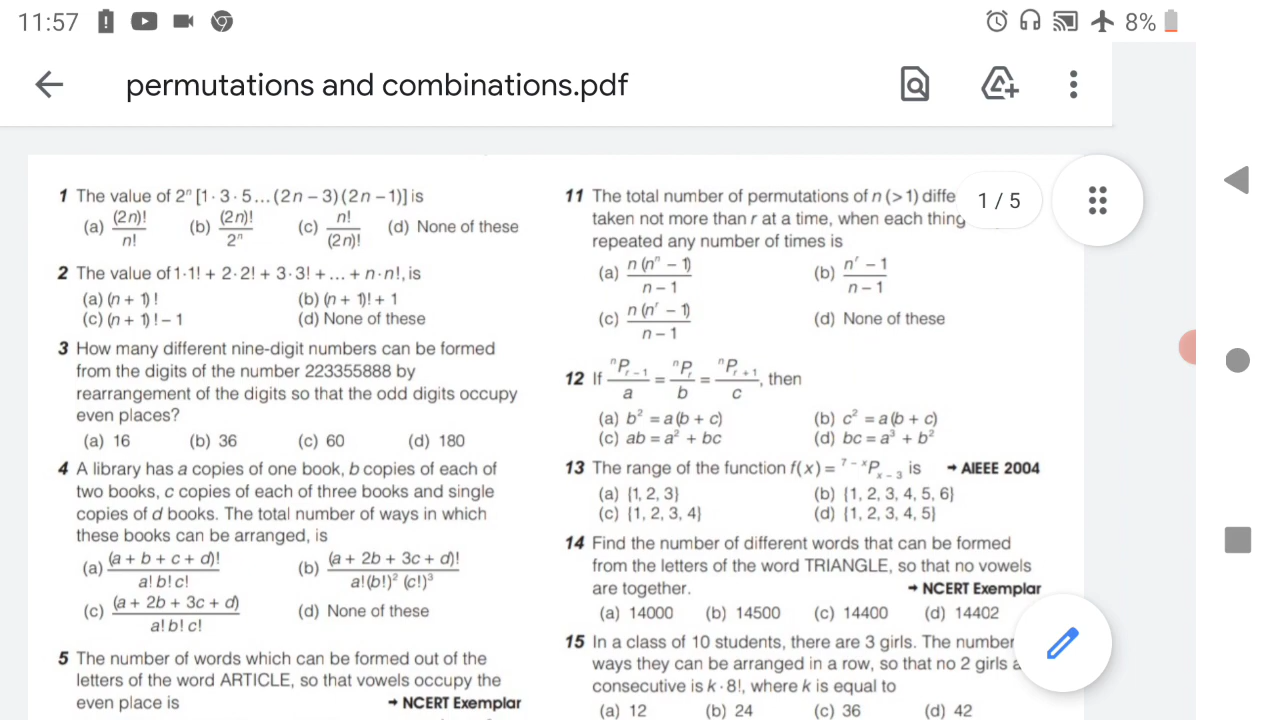 11:57
8%
permutations and combinations.pdf
1 / 5
1 The value of 2ⁿ [1 · 3 · 5 ... (2n – 3) (2n – 1)] is
(a) (2n)! / n! (b) (2n)! / 2ⁿ (c) n! / (2n)! (d) None of these
2 The value of 1·1! + 2·2! + 3·3! + ... + n·n!, is
(a) (n + 1)! (b) (n + 1)! + 1
(c) (n + 1)! – 1 (d) None of these
3 How many different nine-digit numbers can be formed
from the digits of the number 223355888 by
rearrangement of the digits so that the odd digits occupy
even places?
(a) 16 (b) 36 (c) 60 (d) 180
4 A library has a copies of one book, b copies of each of
two books, c copies of each of three books and single
copies of d books. The total number of ways in which
these books can be arranged, is
(a) (a + b + c + d)! / a! b! c! (b) (a + 2b + 3c + d)! / a! (b!)² (c!)³
(c) (a + 2b + 3c + d) / a! b! c! (d) None of these
5 The number of words which can be formed out of the
letters of the word ARTICLE, so that vowels occupy the
even place is → NCERT Exemplar
11 The total number of permutations of n (> 1)
taken not more than r at a time, when each thing
repeated any number of times is
(a) n (nⁿ – 1) / n – 1 (b) nʳ – 1 / n – 1
(c) n (nʳ – 1) / n – 1 (d) None of these
12 If ⁿPᵣ₋₁ / a = ⁿPᵣ / b = ⁿPᵣ₊₁ / c, then
(a) b² = a (b + c) (b) c² = a (b + c)
(c) ab = a² + bc (d) bc = a³ + b²
13 The range of the function f(x) = ⁷⁻ˣPₓ₋₃ is → AIEEE 2004
(a) {1, 2, 3} (b) {1, 2, 3, 4, 5, 6}
(c) {1, 2, 3, 4} (d) {1, 2, 3, 4, 5}
14 Find the number of different words that can be formed
from the letters of the word TRIANGLE, so that no vowels
are together. → NCERT Exemplar
(a) 14000 (b) 14500 (c) 14400 (d) 14402
15 In a class of 10 students, there are 3 girls. The number
ways they can be arranged in a row, so that no 2 girls
consecutive is k · 8!, where k is equal to
(a) 12 (b) 24 (c) 36 (d) 42